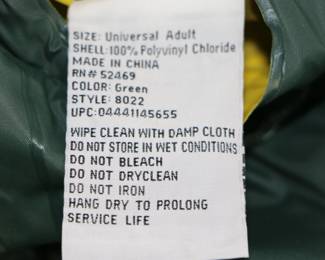 SIZE: Universal Adult
SHELL:100% Polyvinyl Chloride
MADE IN CHINA
RN# 52469
COLOR: Green
STYLE: 8022
UPC:04441145655
WIPE CLEAN WITH DAMP CLOTH
DO NOT STORE IN WET CONDITIONS
DO NOT BLEACH
DO NOT DRYCLEAN
DO NOT IRON
HANG DRY TO PROLONG
SERVICE LIFE